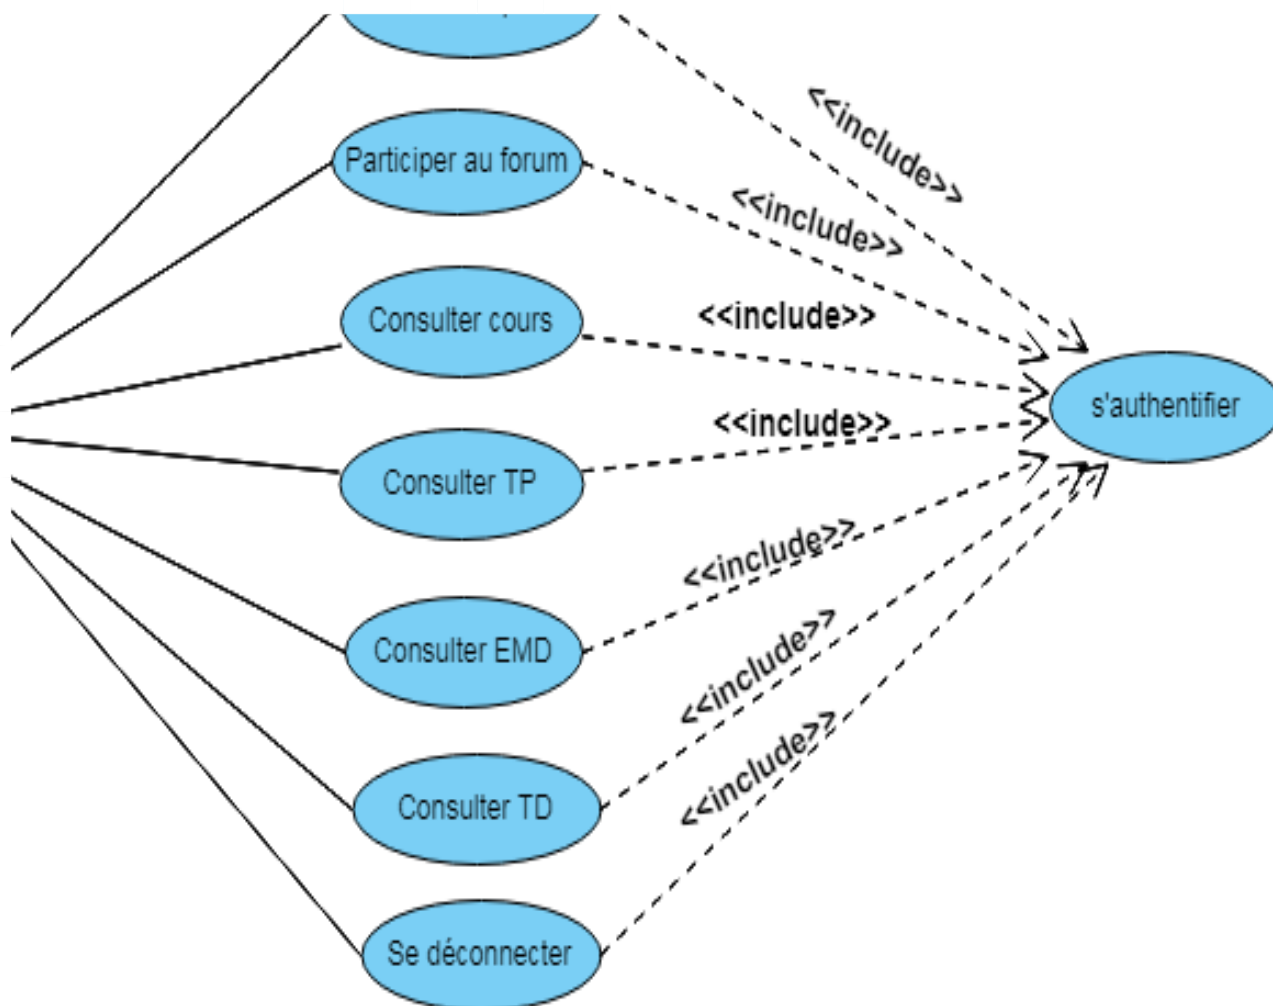 <<include>>
Participer au forum
<<include>>
Consulter cours
<<include>>
s'authentifier
Consulter TP
<<include>>
Consulter EMD
<<include>>
Consulter TD
<<include>>
Se déconnecter
<<include>>